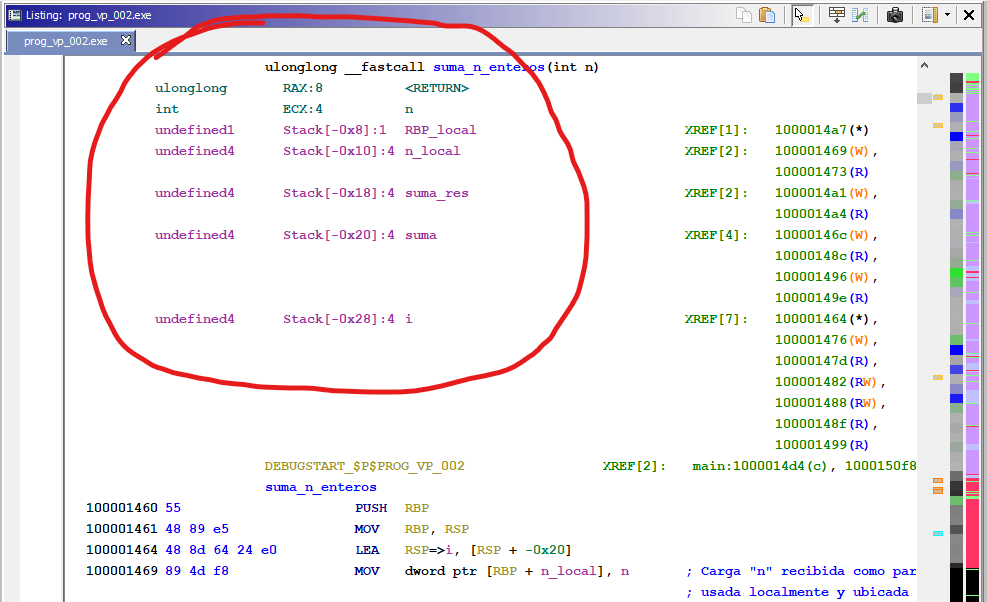 Listing: prog_vp_002.exe
prog_vp_002.exe
ulonglong __fastcall suma_n_enteros(int n)
ulonglong RAX:8 <RETURN>
int ECX:4 n
undefined1 Stack[-0x8]:1 RBP_local XREF[1]: 1000014a7(*)
undefined4 Stack[-0x10]:4 n_local XREF[2]: 100001469(W),
100001473(R)
undefined4 Stack[-0x18]:4 suma_res XREF[2]: 1000014a1(W),
1000014a4(R)
undefined4 Stack[-0x20]:4 suma XREF[4]: 10000146c(W),
10000148c(R),
100001496(W),
10000149e(R)
undefined4 Stack[-0x28]:4 i XREF[7]: 100001464(*),
100001476(W),
10000147d(R),
100001482(RW),
100001488(RW),
10000148f(R),
100001499(R)
DEBUGSTART_$P$PROG_VP_002 XREF[2]: main:1000014d4(c), 1000150f8
suma_n_enteros
100001460 55 PUSH RBP
100001461 48 89 e5 MOV RBP, RSP
100001464 48 8d 64 24 e0 LEA RSP=>i, [RSP + -0x20]
100001469 89 4d f8 MOV dword ptr [RBP + n_local], n ; Carga "n" recibida como par
; usada localmente y ubicada